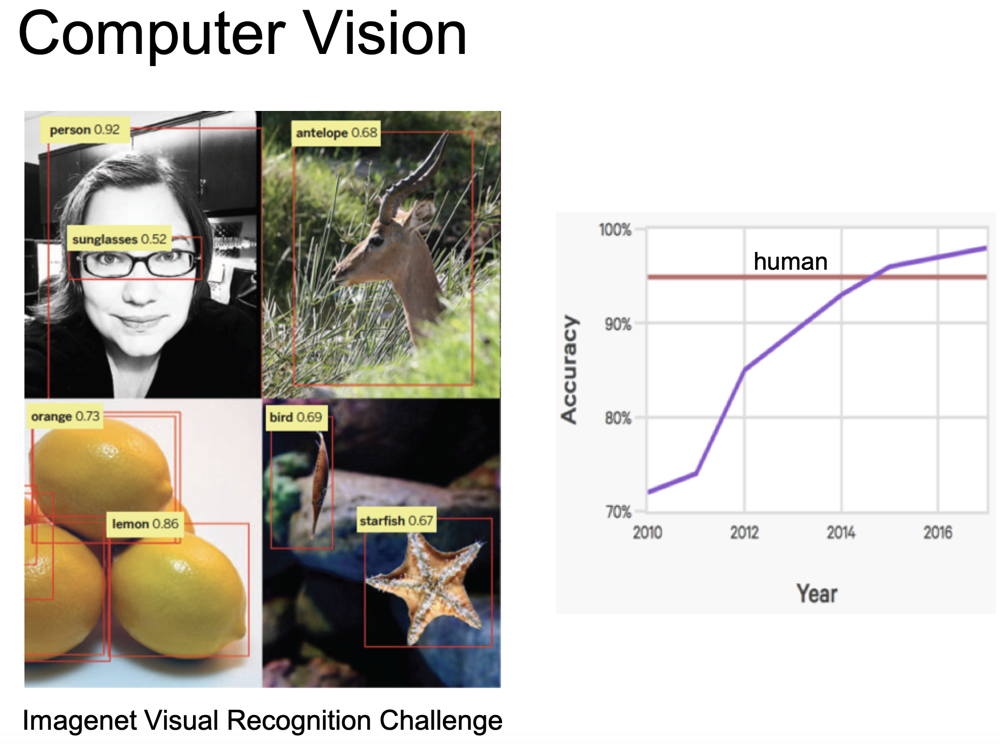 Computer Vision
person 0.92
antelope 0.68
sunglasses 0.52
orange 0.73
bird 0.69
lemon 0.86
starfish 0.67
Imagenet Visual Recognition Challenge
100%
human
90%
80%
70%
Accuracy
2010 2012 2014 2016
Year